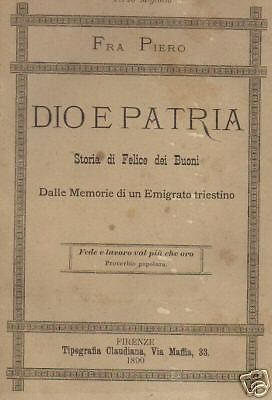 FRA PIERO
DIO E PATRIA
Storia di Felice dei Buoni
Dalle Memorie di un Emigrato triestino
Fede e lavoro val più che oro
Proverbio popolare.
FIRENZE
Tipografia Claudiana, Via Maffia, 33.
1890